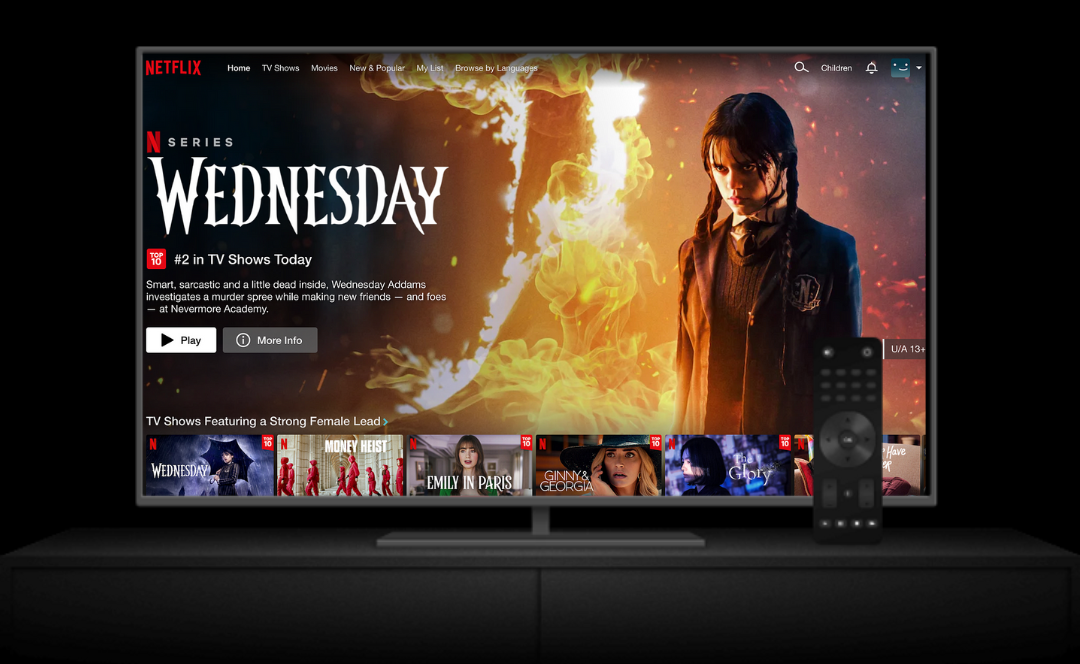 NETFLIX
Home TV Shows Movies New & Popular My List Browse by Languages
Children
N SERIES
WEDNESDAY
TOP 10 #2 in TV Shows Today
Smart, sarcastic and a little dead inside, Wednesday Addams
investigates a murder spree while making new friends — and foes
— at Nevermore Academy.
Play
More Info
U/A 13+
TV Shows Featuring a Strong Female Lead
N
TOP 10
WEDNESDAY
N
MONEY HEIST
N
TOP 10
EMILY IN PARIS
N
TOP 10
GINNY &
GEORGIA
N
TOP 10
The
Glory
N
Have